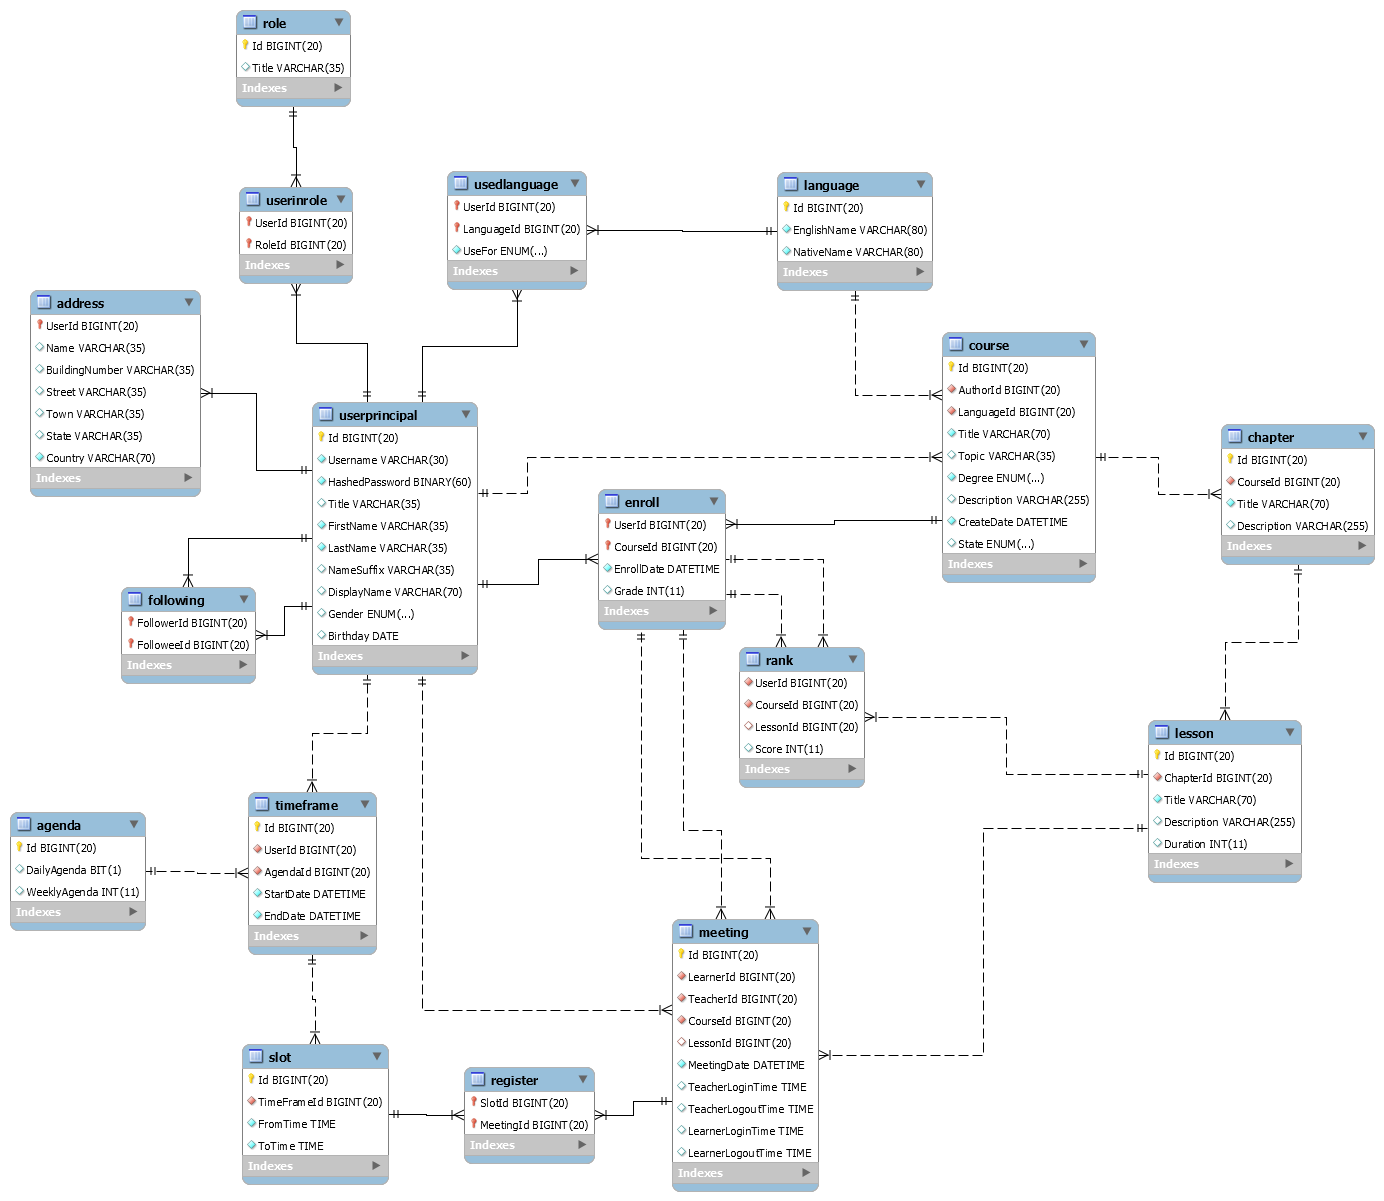 role
Id BIGINT(20)
Title VARCHAR(35)
Indexes
userinrole
UserId BIGINT(20)
RoleId BIGINT(20)
Indexes
usedlanguage
UserId BIGINT(20)
LanguageId BIGINT(20)
UseFor ENUM(...)
Indexes
language
Id BIGINT(20)
EnglishName VARCHAR(80)
NativeName VARCHAR(80)
Indexes
address
UserId BIGINT(20)
Name VARCHAR(35)
BuildingNumber VARCHAR(35)
Street VARCHAR(35)
Town VARCHAR(35)
State VARCHAR(35)
Country VARCHAR(70)
Indexes
userprincipal
Id BIGINT(20)
Username VARCHAR(30)
HashedPassword BINARY(60)
Title VARCHAR(35)
FirstName VARCHAR(35)
LastName VARCHAR(35)
NameSuffix VARCHAR(35)
DisplayName VARCHAR(70)
Gender ENUM(...)
Birthday DATE
Indexes
course
Id BIGINT(20)
AuthorId BIGINT(20)
LanguageId BIGINT(20)
Title VARCHAR(70)
Topic VARCHAR(35)
Degree ENUM(...)
Description VARCHAR(255)
CreateDate DATETIME
State ENUM(...)
Indexes
chapter
Id BIGINT(20)
CourseId BIGINT(20)
Title VARCHAR(70)
Description VARCHAR(255)
Indexes
enroll
UserId BIGINT(20)
CourseId BIGINT(20)
EnrollDate DATETIME
Grade INT(11)
Indexes
following
FollowerId BIGINT(20)
FolloweeId BIGINT(20)
Indexes
rank
UserId BIGINT(20)
CourseId BIGINT(20)
LessonId BIGINT(20)
Score INT(11)
Indexes
lesson
Id BIGINT(20)
ChapterId BIGINT(20)
Title VARCHAR(70)
Description VARCHAR(255)
Duration INT(11)
Indexes
agenda
Id BIGINT(20)
DailyAgenda BIT(1)
WeeklyAgenda INT(11)
Indexes
timeframe
Id BIGINT(20)
UserId BIGINT(20)
AgendaId BIGINT(20)
StartDate DATETIME
EndDate DATETIME
Indexes
meeting
Id BIGINT(20)
LearnerId BIGINT(20)
TeacherId BIGINT(20)
CourseId BIGINT(20)
LessonId BIGINT(20)
MeetingDate DATETIME
TeacherLoginTime TIME
TeacherLogoutTime TIME
LearnerLoginTime TIME
LearnerLogoutTime TIME
Indexes
slot
Id BIGINT(20)
TimeFrameId BIGINT(20)
FromTime TIME
ToTime TIME
Indexes
register
SlotId BIGINT(20)
MeetingId BIGINT(20)
Indexes